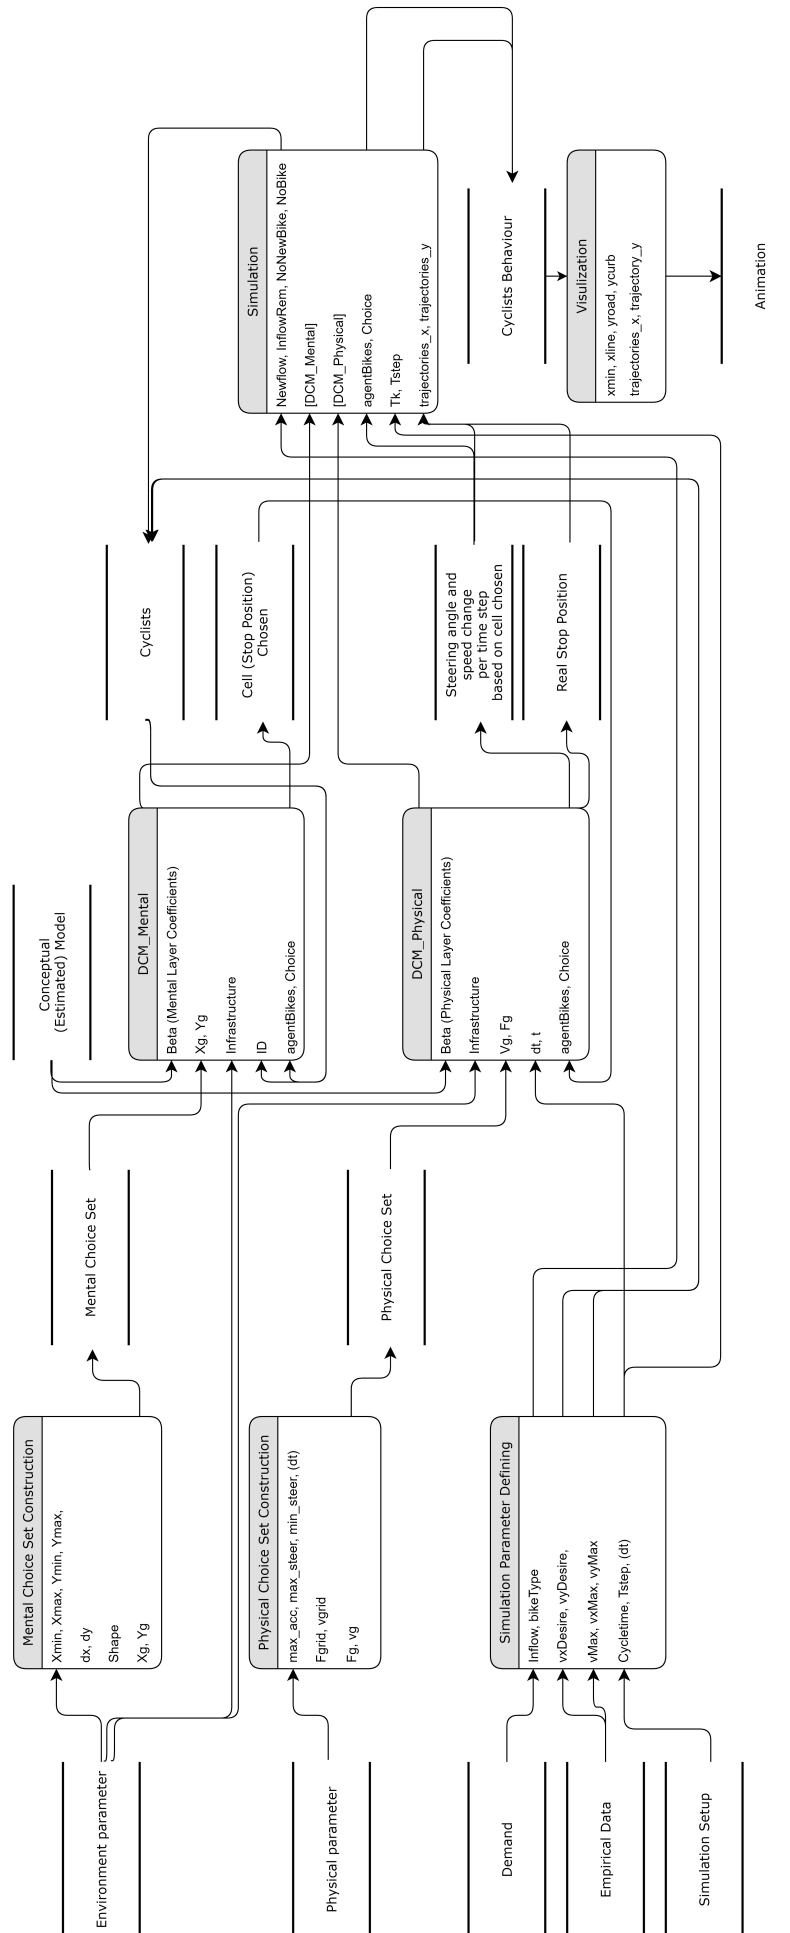 Environment parameter
Physical parameter
Demand
Empirical Data
Simulation Setup
Mental Choice Set Construction
Xmin, Xmax, Ymin, Ymax,
dx, dy
Shape
Xg, Yg
Physical Choice Set Construction
max_acc, max_steer, min_steer, (dt)
Fgrid, vgrid
Fg, vg
Simulation Parameter Defining
Inflow, bikeType
vxDesire, vyDesire,
vMax, vxMax, vyMax
Cycletime, Tstep, (dt)
Mental Choice Set
Physical Choice Set
Conceptual
(Estimated) Model
DCM_Mental
Beta (Mental Layer Coefficients)
Xg, Yg
Infrastructure
ID
agentBikes, Choice
DCM_Physical
Beta (Physical Layer Coefficients)
Infrastructure
Vg, Fg
dt, t
agentBikes, Choice
Cyclists
Cell (Stop Position)
Chosen
Steering angle and
speed change
per time step
based on cell chosen
Real Stop Position
Simulation
Newflow, InflowRem, NoNewBike, NoBike
[DCM_Mental]
[DCM_Physical]
agentBikes, Choice
Tk, Tstep
trajectories_x, trajectories_y
Cyclists Behaviour
Visulization
xmin, xline, yroad, ycurb
trajectories_x, trajectory_y
Animation